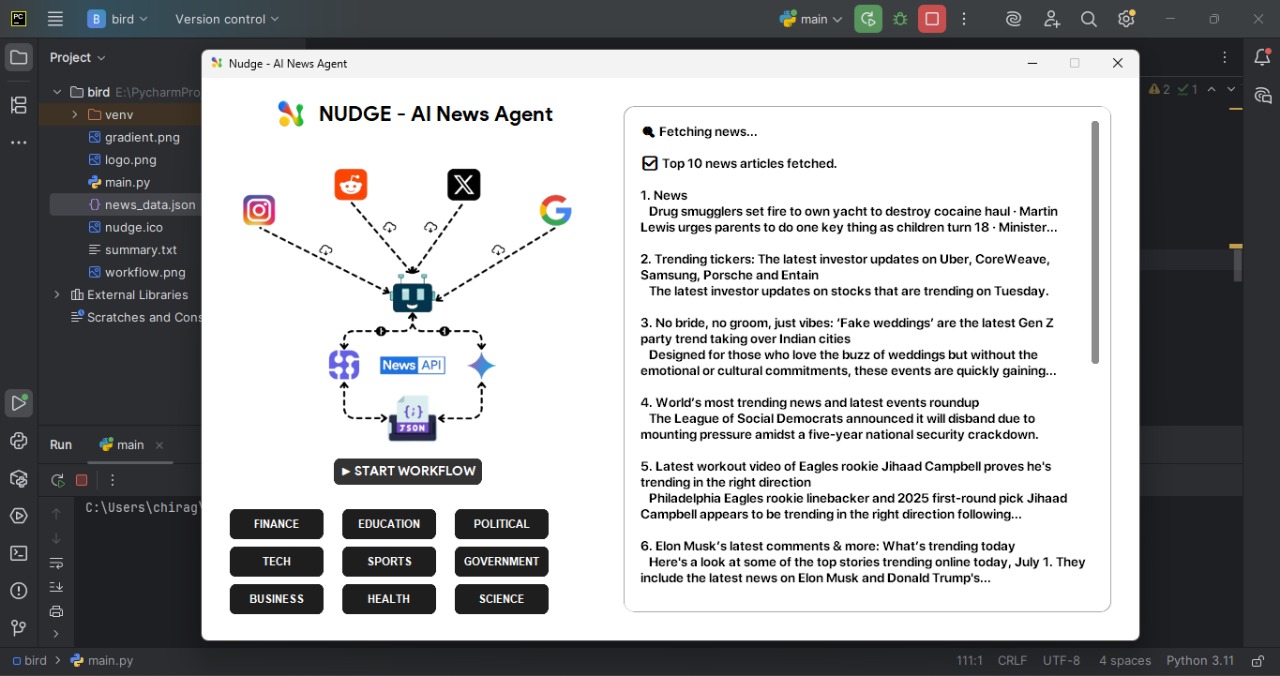 PC
B bird
Version control
main
Project
Nudge - AI News Agent
bird E:\PycharmPro
venv
gradient.png
logo.png
main.py
news_data.json
nudge.ico
summary.txt
workflow.png
External Libraries
Scratches and Cons
2 1
NUDGE - AI News Agent
News API
{;}
JSON
► START WORKFLOW
FINANCE EDUCATION POLITICAL
TECH SPORTS GOVERNMENT
BUSINESS HEALTH SCIENCE
Fetching news...
Top 10 news articles fetched.
1. News
Drug smugglers set fire to own yacht to destroy cocaine haul · Martin
Lewis urges parents to do one key thing as children turn 18 · Minister...
2. Trending tickers: The latest investor updates on Uber, CoreWeave,
Samsung, Porsche and Entain
The latest investor updates on stocks that are trending on Tuesday.
3. No bride, no groom, just vibes: ‘Fake weddings’ are the latest Gen Z
party trend taking over Indian cities
Designed for those who love the buzz of weddings but without the
emotional or cultural commitments, these events are quickly gaining...
4. World’s most trending news and latest events roundup
The League of Social Democrats announced it will disband due to
mounting pressure amidst a five-year national security crackdown.
5. Latest workout video of Eagles rookie Jihaad Campbell proves he's
trending in the right direction
Philadelphia Eagles rookie linebacker and 2025 first-round pick Jihaad
Campbell appears to be trending in the right direction following...
6. Elon Musk’s latest comments & more: What’s trending today
Here's a look at some of the top stories trending online today, July 1. They
include the latest news on Elon Musk and Donald Trump's...
Run main
C:\Users\chirag\
bird > main.py
111:1 CRLF UTF-8 4 spaces Python 3.11